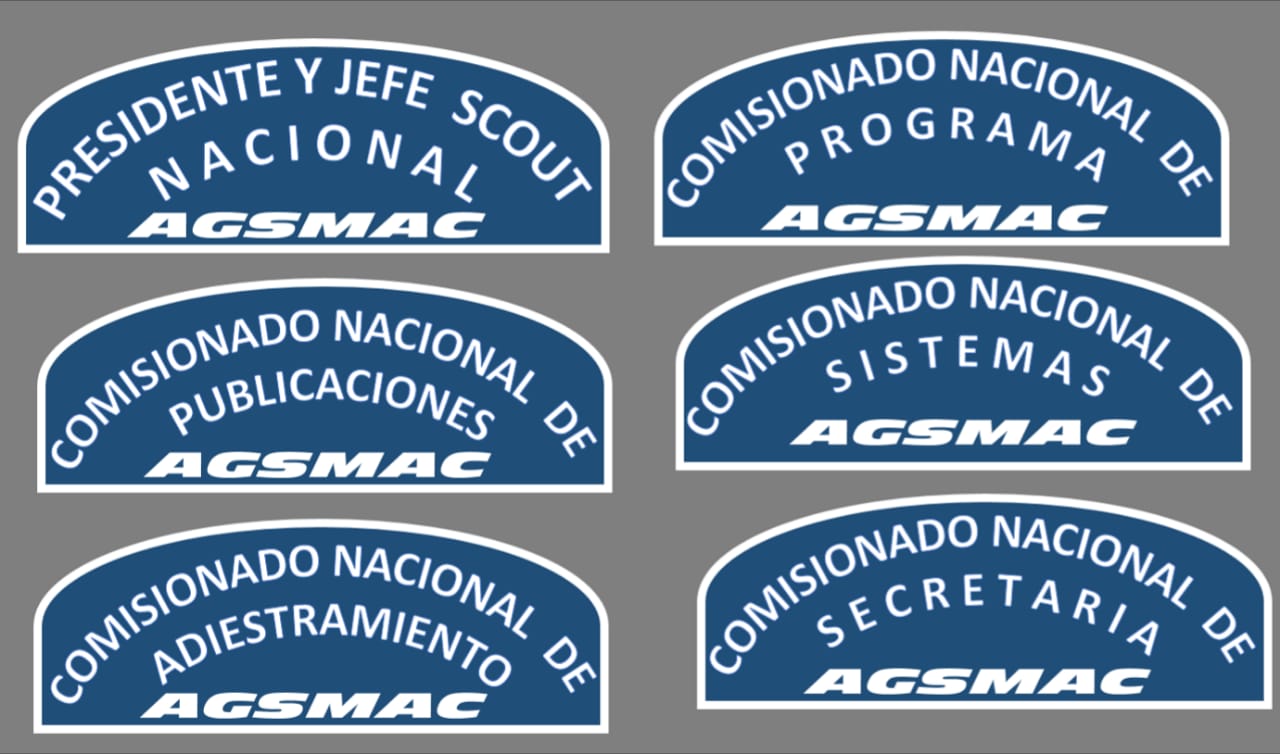 PRESIDENTE Y JEFE SCOUT
NACIONAL
AGSMAC
COMISIONADO NACIONAL DE
PROGRAMA
AGSMAC
COMISIONADO NACIONAL DE
PUBLICACIONES
AGSMAC
COMISIONADO NACIONAL DE
SISTEMAS
AGSMAC
COMISIONADO NACIONAL DE
ADIESTRAMIENTO
AGSMAC
COMISIONADO NACIONAL DE
SECRETARIA
AGSMAC